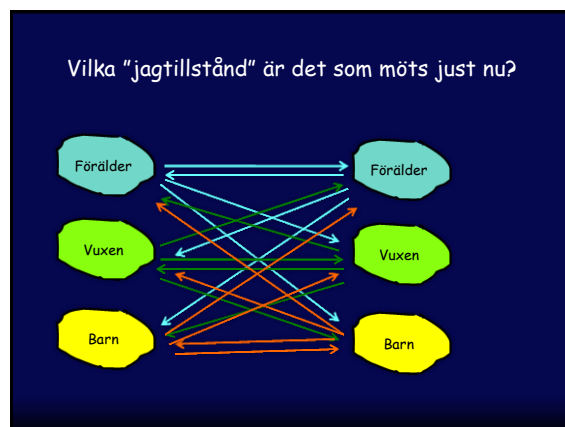 Vilka ”jagtillstånd” är det som möts just nu?
Förälder
Förälder
Vuxen
Vuxen
Barn
Barn